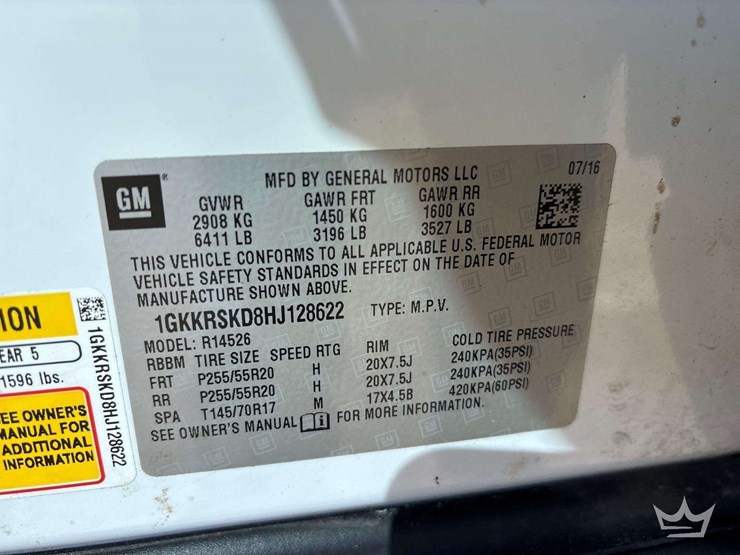 GM
MFD BY GENERAL MOTORS LLC 07/16
GVWR GAWR FRT GAWR RR
2908 KG 1450 KG 1600 KG
6411 LB 3196 LB 3527 LB
THIS VEHICLE CONFORMS TO ALL APPLICABLE U.S. FEDERAL MOTOR
VEHICLE SAFETY STANDARDS IN EFFECT ON THE DATE OF
MANUFACTURE SHOWN ABOVE.
1GKKRSKD8HJ128622 TYPE: M.P.V.
MODEL: R14526
RBBM TIRE SIZE SPEED RTG RIM COLD TIRE PRESSURE
FRT P255/55R20 H 20X7.5J 240KPA(35PSI)
RR P255/55R20 H 20X7.5J 240KPA(35PSI)
SPA T145/70R17 M 17X4.5B 420KPA(60PSI)
SEE OWNER'S MANUAL i FOR MORE INFORMATION.
ION
EAR 5
1596 lbs.
EE OWNER'S
MANUAL FOR
ADDITIONAL
INFORMATION
1GKKRSKD8HJ128622